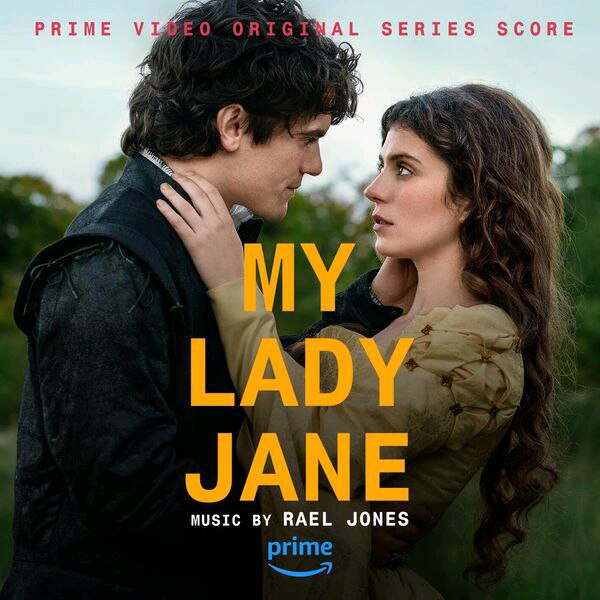 PRIME VIDEO ORIGINAL SERIES SCORE
MY
LADY
JANE
MUSIC BY RAEL JONES
prime